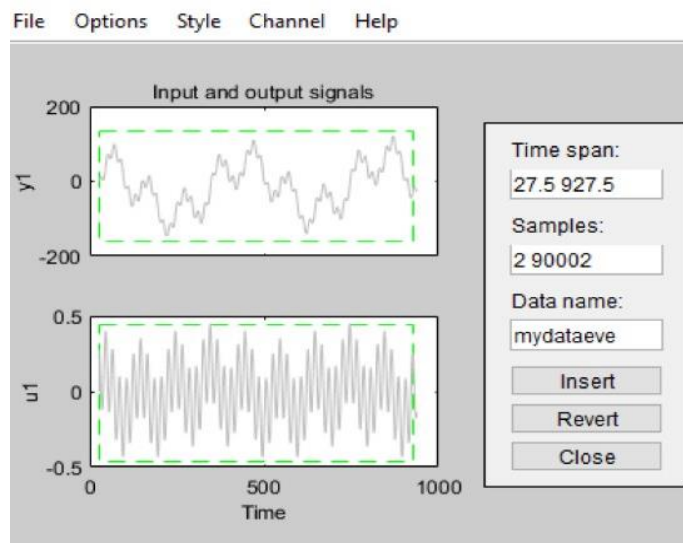 File Options Style Channel Help
Input and output signals
200
0
-200
y1
0.5
0
-0.5
u1
0 500 1000
Time
Time span:
27.5 927.5
Samples:
2 90002
Data name:
mydataeve
Insert
Revert
Close